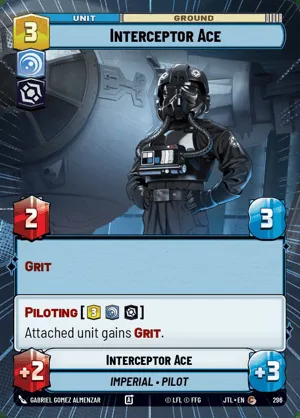 UNIT GROUND
3 INTERCEPTOR ACE
2 3
GRIT
PILOTING [3]
Attached unit gains GRIT.
+2 INTERCEPTOR ACE +3
IMPERIAL • PILOT
GABRIEL GOMEZ ALMENZAR © LFL © FFG JTL • EN 298